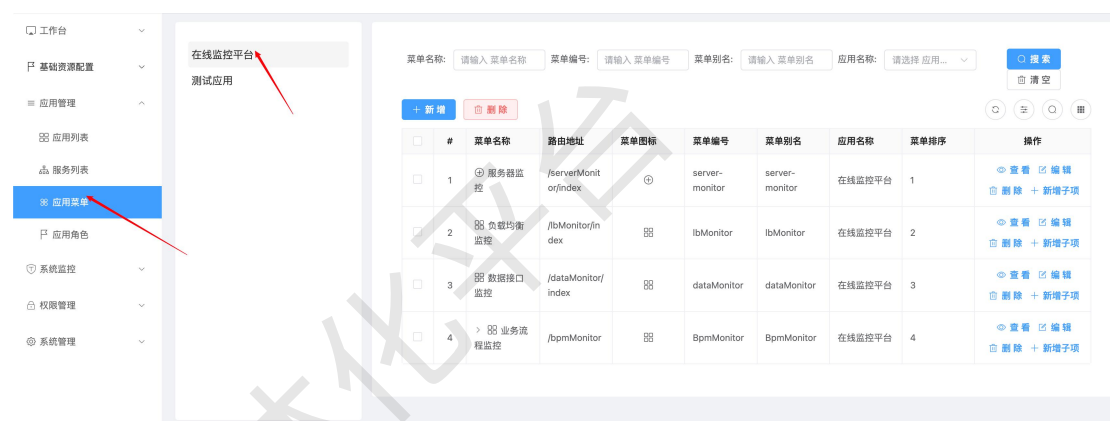 工作台
基础资源配置
应用管理
应用列表
服务列表
应用菜单
应用角色
系统监控
权限管理
系统管理
在线监控平台
测试应用
菜单名称: 请输入 菜单名称 菜单编号: 请输入 菜单编号 菜单别名: 请输入 菜单别名 应用名称: 请选择 应用... 搜 索
清 空
+ 新 增 删 除
# 菜单名称 路由地址 菜单图标 菜单编号 菜单别名 应用名称 菜单排序 操作
1 服务器监控 /serverMonitor/index server-monitor server-monitor 在线监控平台 1 查 看 编 辑 删 除 + 新增子项
2 负载均衡监控 /lbMonitor/index lbMonitor lbMonitor 在线监控平台 2 查 看 编 辑 删 除 + 新增子项
3 数据接口监控 /dataMonitor/index dataMonitor dataMonitor 在线监控平台 3 查 看 编 辑 删 除 + 新增子项
4 > 业务流程监控 /bpmMonitor BpmMonitor BpmMonitor 在线监控平台 4 查 看 编 辑 删 除 + 新增子项
体化平台